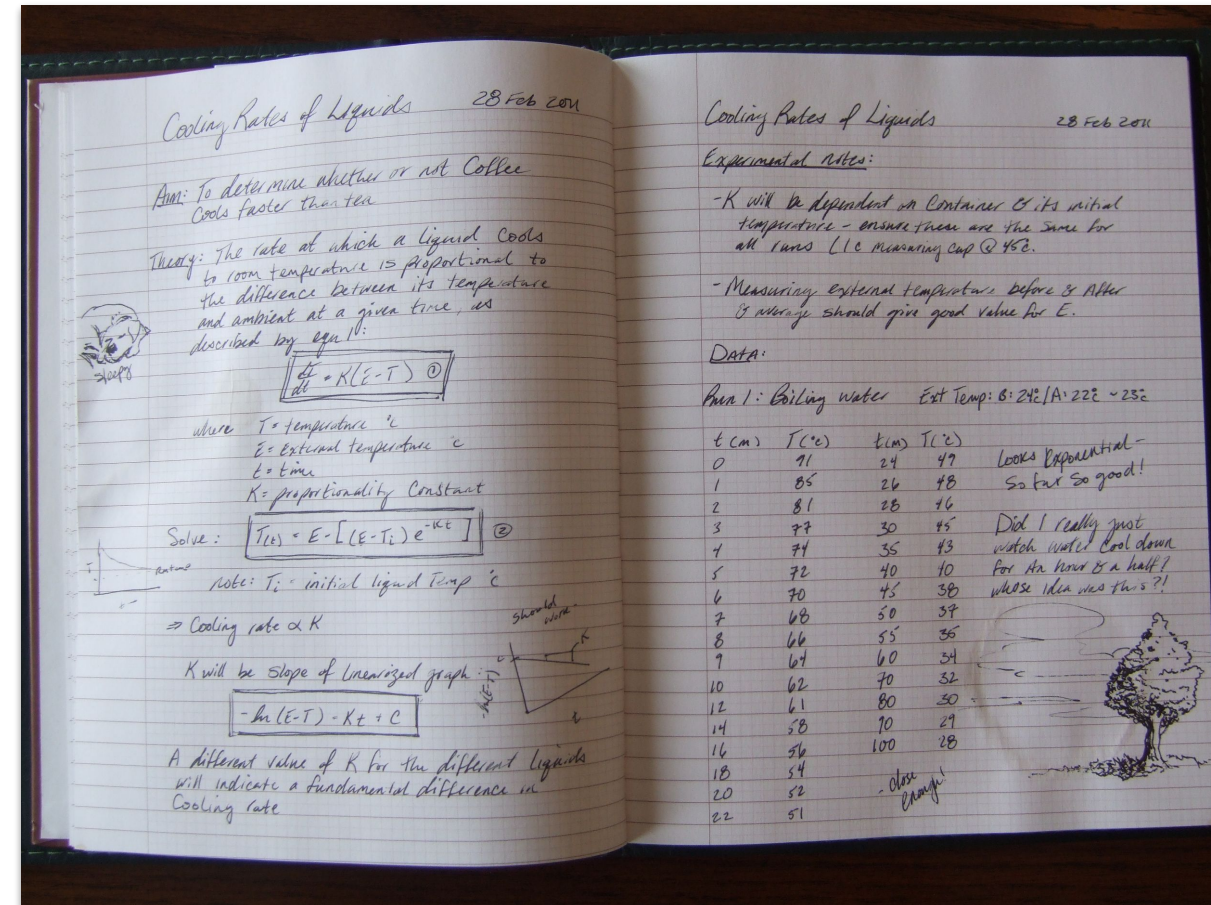 Cooling Rates of Liquids 28 Feb 2011
Aim: To determine whether or not Coffee
Cools faster than tea
Theory: The rate at which a liquid Cools
to room temperature is proportional to
the difference between its temperature
and ambient at a given time, as
described by eqn 1:
sleepy
dT/dt = K(E-T) ①
where T = temperature °c
E = External temperature °c
t = time
K = proportionality Constant
Solve: T(t) = E - [(E-Ti) e^-Kt] ②
T
t →
note: Ti = initial liquid Temp °c
⇒ Cooling rate ∝ K
should
work
K will be slope of linearized graph:
K
-ln(E-T)
t
-ln (E-T) = Kt + C
A different value of K for the different liquids
will indicate a fundamental difference in
Cooling rate
Cooling Rates of Liquids 28 Feb 2011
Experimental notes:
- K will be dependent on Container & its initial
temperature - ensure these are the same for
all runs (1c measuring cup @ 45°c.
- Measuring external temperature before & After
& average should give good value for E.
DATA:
Run 1: Boiling water Ext Temp: B: 24°c/A: 22°c ~ 23°c
t (m) T(°c) t(m) T(°c)
0 91 24 49
1 85 26 48
2 81 28 46
3 77 30 45
4 74 35 43
5 72 40 40
6 70 45 38
7 68 50 37
8 66 55 35
9 64 60 34
10 62 70 32
12 61 80 30
14 58 90 29
16 56 100 28
18 54
20 52
22 51
Looks Exponential -
So far So good!
Did I really just
watch water cool down
for An hour & a half?
whose idea was this?!
- close
enough!